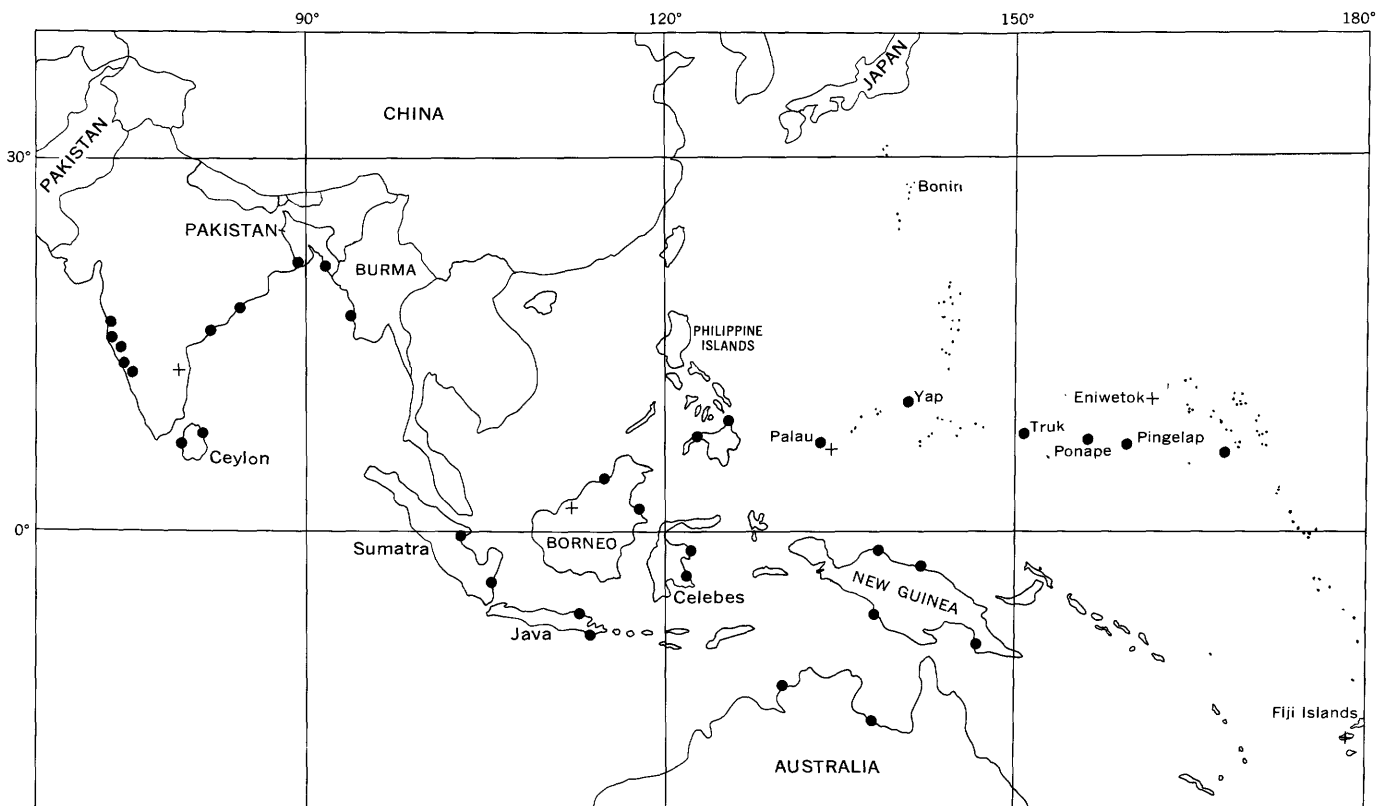 90°
120°
150°
180°
JAPAN
CHINA
PAKISTAN
30°
Bonin
PAKISTAN
BURMA
PHILIPPINE
ISLANDS
Eniwetok
Yap
Truk
Palau
Pingelap
Ponape
Ceylon
0°
Sumatra
BORNEO
NEW GUINEA
Celebes
Java
Fiji Islands
AUSTRALIA